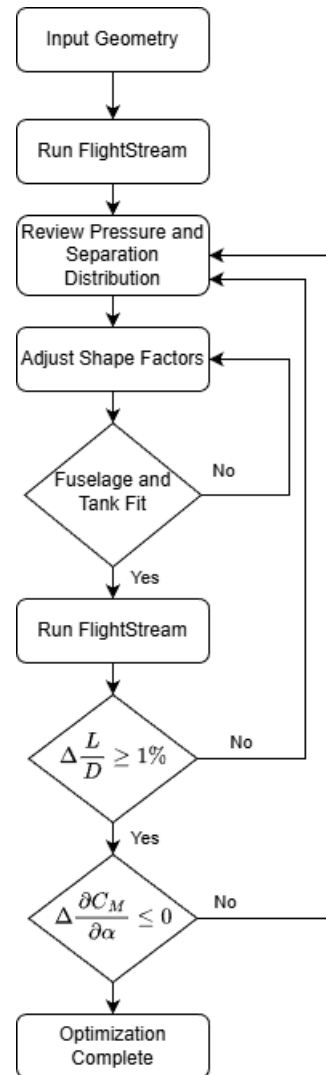 Input Geometry
Run FlightStream
Review Pressure and
Separation
Distribution
Adjust Shape Factors
Fuselage and
Tank Fit
No
Yes
Run FlightStream
Δ L/D ≥ 1%
No
Yes
Δ ∂C_M/∂α ≤ 0
No
Optimization
Complete